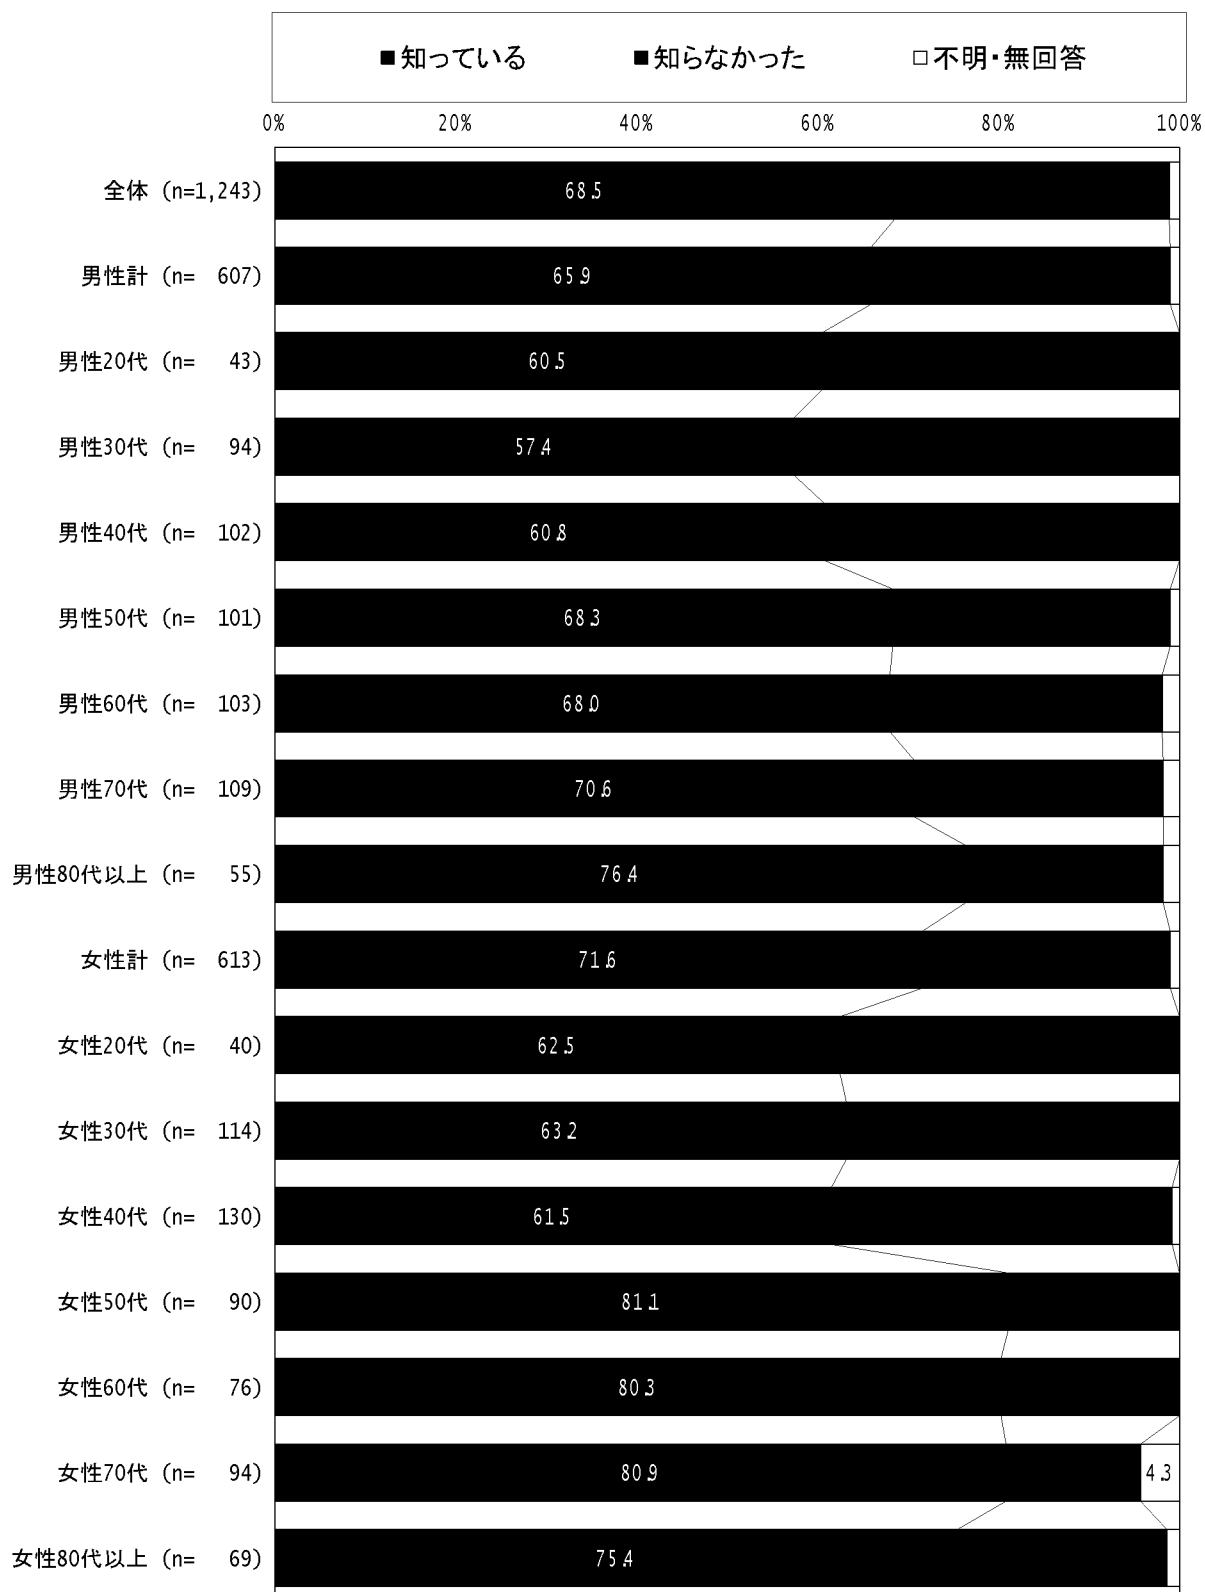 ■知っている ■知らなかった □不明・無回答
0% 20% 40% 60% 80% 100%
全体 (n=1,243) 68.5
男性計 (n= 607) 65.9
男性20代 (n= 43) 60.5
男性30代 (n= 94) 57.4
男性40代 (n= 102) 60.8
男性50代 (n= 101) 68.3
男性60代 (n= 103) 68.0
男性70代 (n= 109) 70.6
男性80代以上 (n= 55) 76.4
女性計 (n= 613) 71.6
女性20代 (n= 40) 62.5
女性30代 (n= 114) 63.2
女性40代 (n= 130) 61.5
女性50代 (n= 90) 81.1
女性60代 (n= 76) 80.3
女性70代 (n= 94) 80.9 4.3
女性80代以上 (n= 69) 75.4